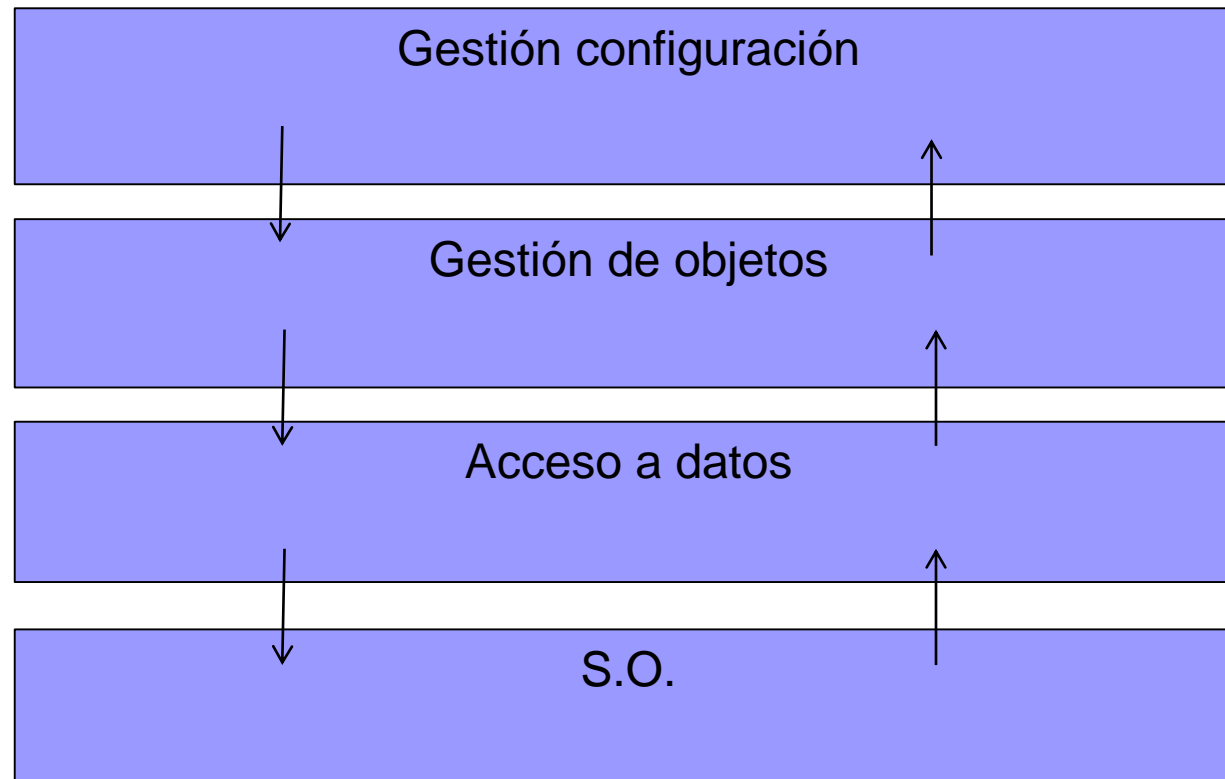 Gestión configuración
Gestión de objetos
Acceso a datos
S.O.